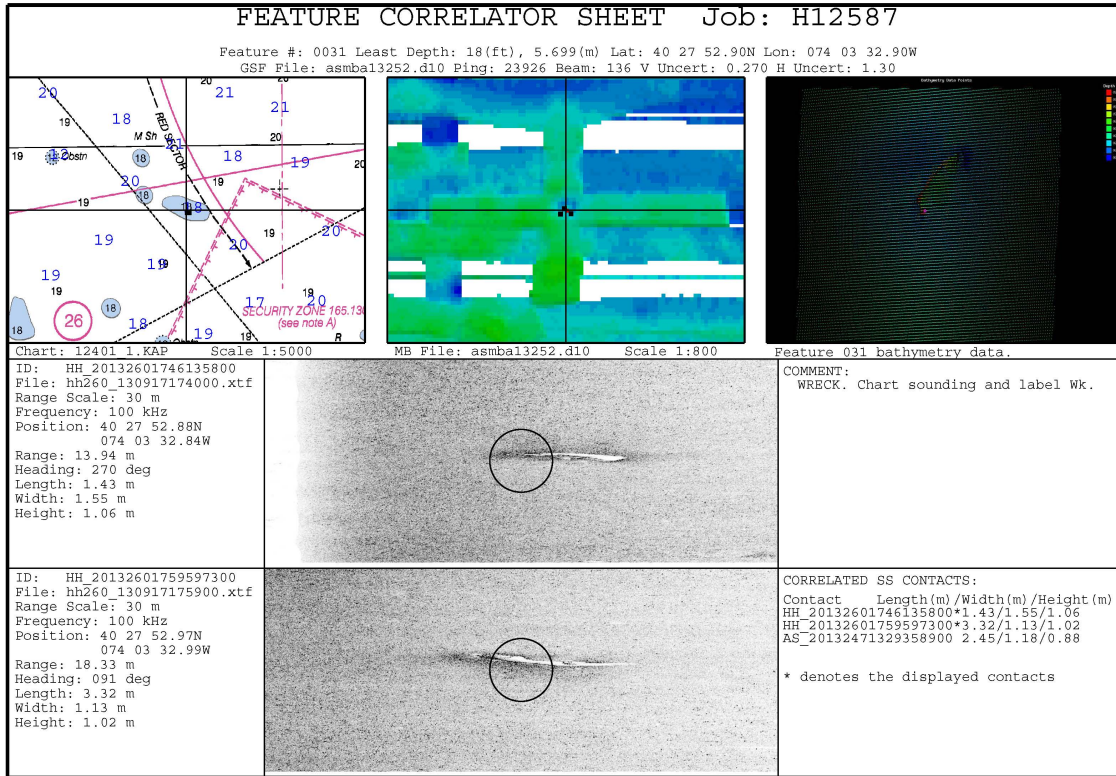 FEATURE CORRELATOR SHEET Job: H12587
Feature #: 0031 Least Depth: 18(ft), 5.699(m) Lat: 40 27 52.90N Lon: 074 03 32.90W
GSF File: asmba13252.d10 Ping: 23926 Beam: 136 V Uncert: 0.270 H Uncert: 1.30
20
20
21
21
19
18
M Sh
RED SECTOR
20
21
19
12
Obstn
18
18
19
20
20
19
18
19
18
19
19
20
20
19
19
19
19
17
20
19
18
18
26
18
19
19
SECURITY ZONE 165.130
(see note A)
R
Bathymetry Data Points
Depth
Chart: 12401_1.KAP Scale 1:5000
MB File: asmba13252.d10 Scale 1:800
Feature 031 bathymetry data.
ID: HH_20132601746135800
File: hh260_130917174000.xtf
Range Scale: 30 m
Frequency: 100 kHz
Position: 40 27 52.88N
074 03 32.84W
Range: 13.94 m
Heading: 270 deg
Length: 1.43 m
Width: 1.55 m
Height: 1.06 m
COMMENT:
WRECK. Chart sounding and label Wk.
ID: HH_20132601759597300
File: hh260_130917175900.xtf
Range Scale: 30 m
Frequency: 100 kHz
Position: 40 27 52.97N
074 03 32.99W
Range: 18.33 m
Heading: 091 deg
Length: 3.32 m
Width: 1.13 m
Height: 1.02 m
CORRELATED SS CONTACTS:
Contact Length(m)/Width(m)/Height(m)
HH_20132601746135800*1.43/1.55/1.06
HH_20132601759597300*3.32/1.13/1.02
AS_20132471329358900 2.45/1.18/0.88
* denotes the displayed contacts